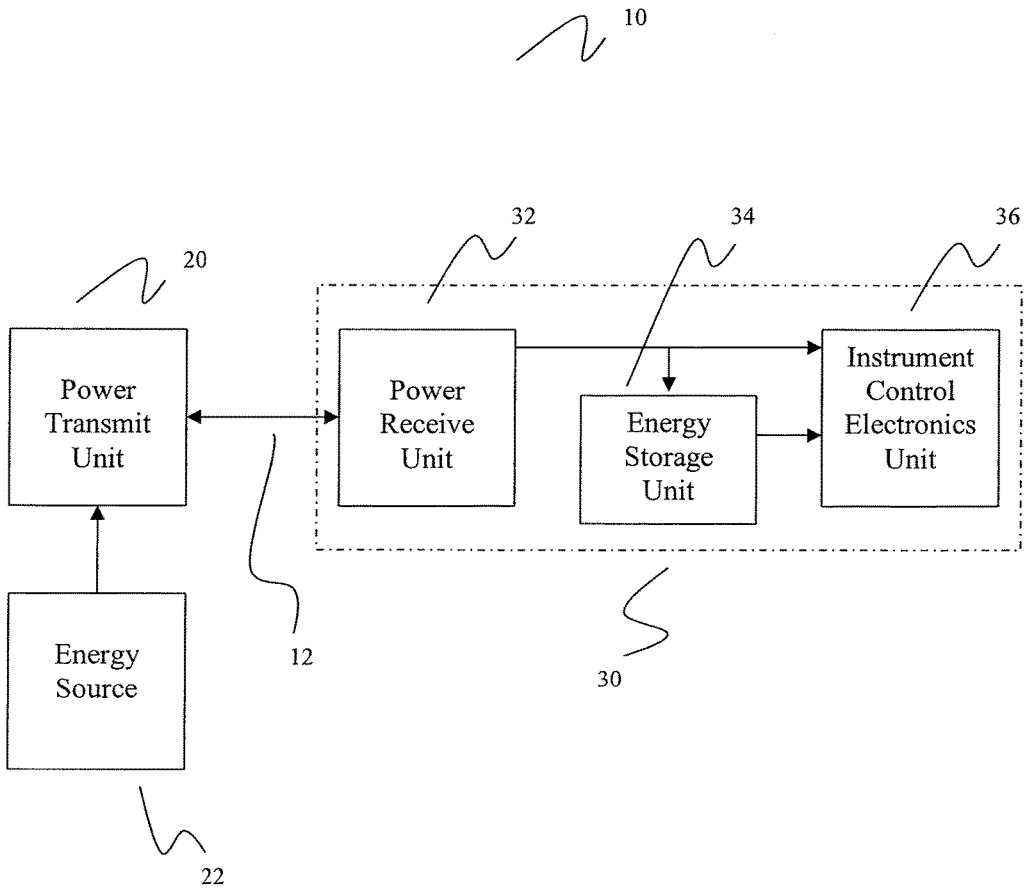 10
32
34
36
20
Power
Transmit
Unit
Power
Receive
Unit
Energy
Storage
Unit
Instrument
Control
Electronics
Unit
12
30
Energy
Source
22